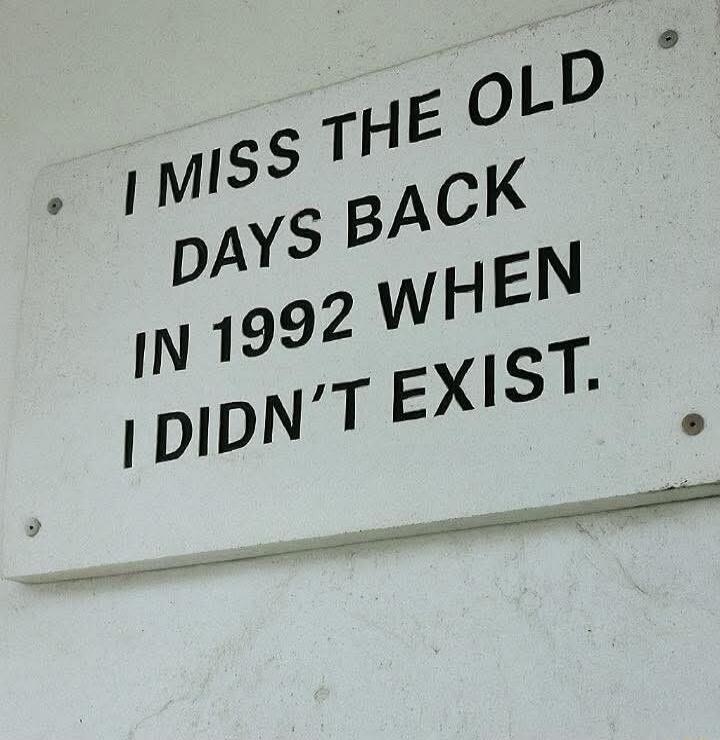 I MISS THE OLD
DAYS BACK
IN 1992 WHEN
I DIDN'T EXIST.